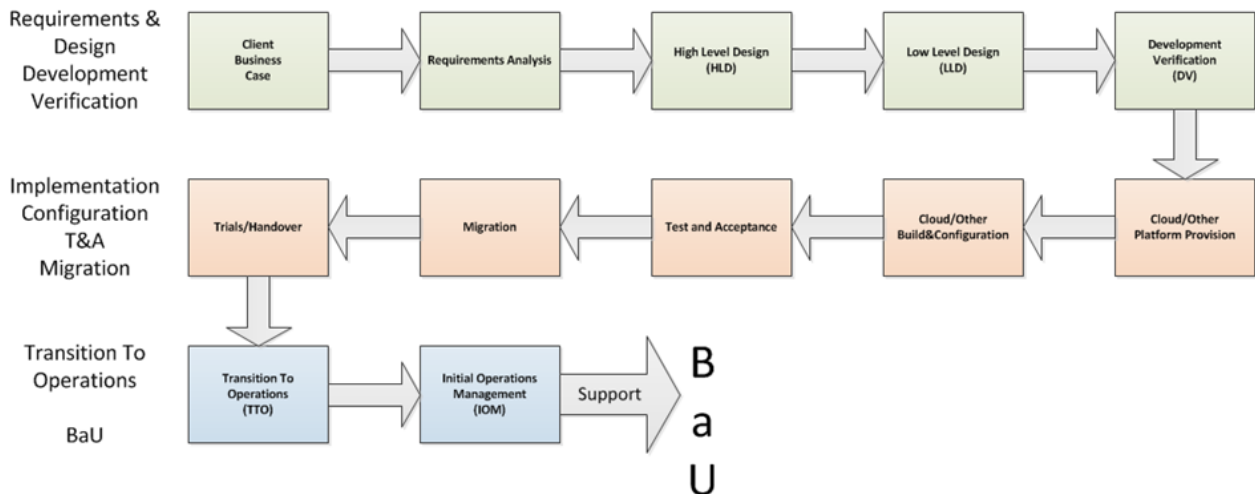 Requirements &
Design
Development
Verification
Client
Business
Case
Requirements Analysis
High Level Design
(HLD)
Low Level Design
(LLD)
Development
Verification
(DV)
Implementation
Configuration
T&A
Migration
Trials/Handover
Migration
Test and Acceptance
Cloud/Other
Build&Configuration
Cloud/Other
Platform Provision
Transition To
Operations
BaU
Transition To
Operations
(TTO)
Initial Operations
Management
(IOM)
Support
B
a
U